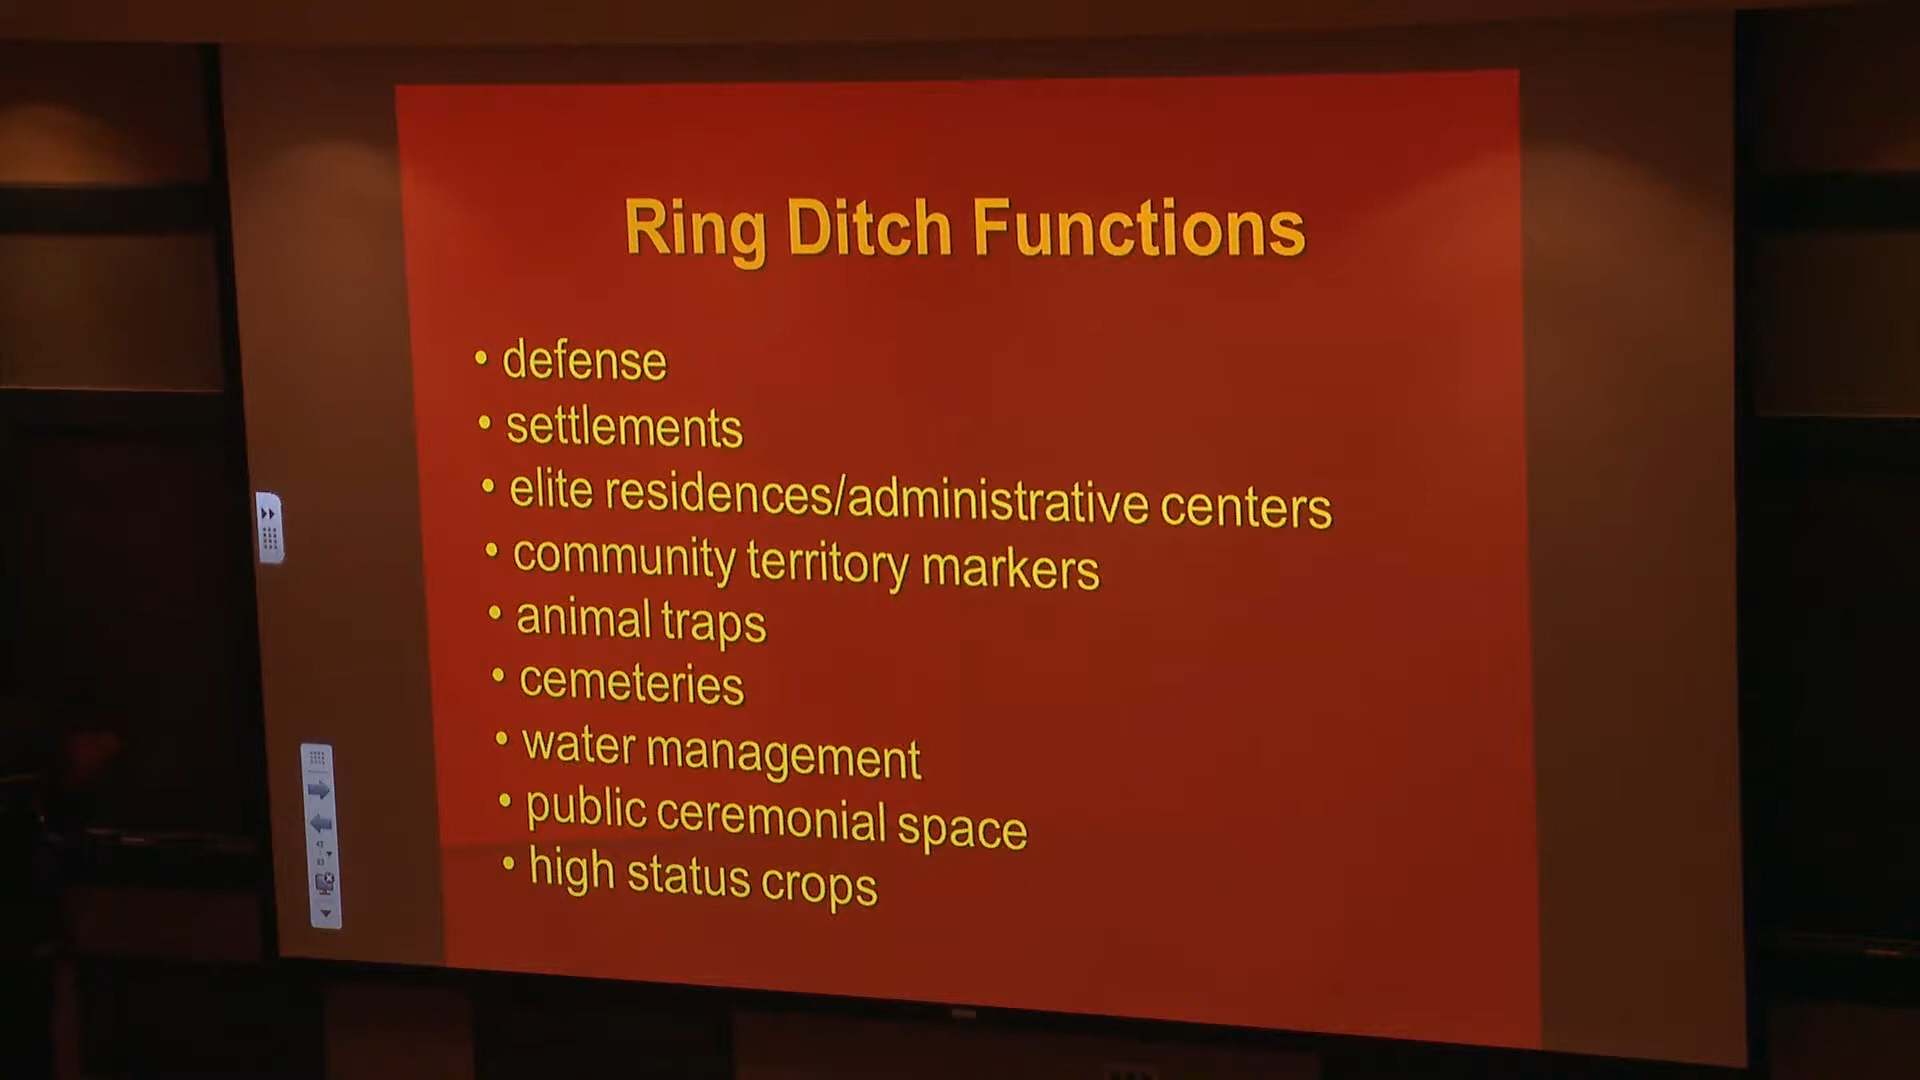 Ring Ditch Functions
• defense
• settlements
• elite residences/administrative centers
• community territory markers
• animal traps
• cemeteries
• water management
• public ceremonial space
• high status crops